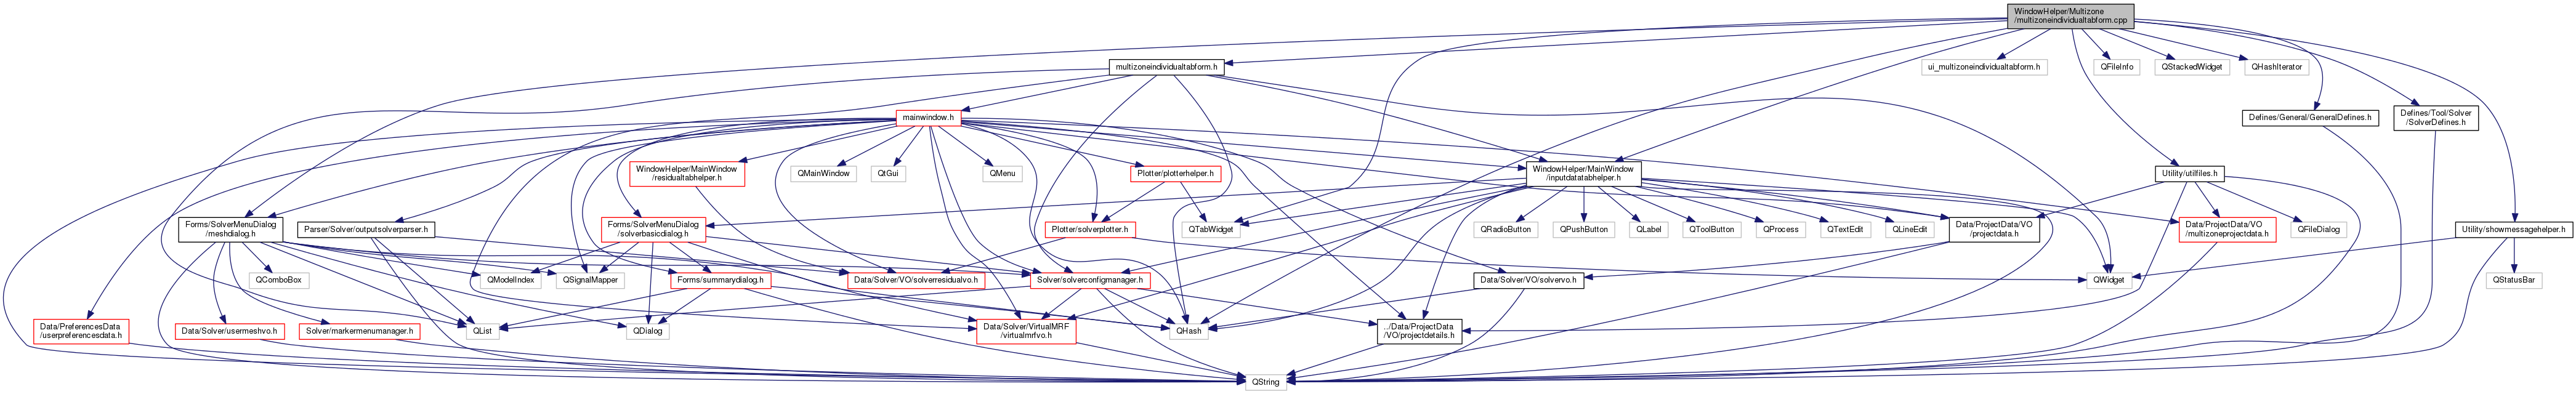 WindowHelper/Multizone
/multizoneindividualtabform.cpp
multizoneindividualtabform.h
ui_multizoneindividualtabform.h
QFileInfo
QStackedWidget
QHashIterator
mainwindow.h
Defines/General/GeneralDefines.h
Defines/Tool/Solver
/SolverDefines.h
WindowHelper/MainWindow
/residualtabhelper.h
QMainWindow
QtGui
QMenu
Plotter/plotterhelper.h
WindowHelper/MainWindow
/inputdatatabhelper.h
Utility/utilfiles.h
Forms/SolverMenuDialog
/meshdialog.h
Parser/Solver/outputsolverparser.h
Forms/SolverMenuDialog
/solverbasicdialog.h
Plotter/solverplotter.h
QTabWidget
QRadioButton
QPushButton
QLabel
QToolButton
QProcess
QTextEdit
QLineEdit
Data/ProjectData/VO
/projectdata.h
Data/ProjectData/VO
/multizoneprojectdata.h
QFileDialog
Utility/showmessagehelper.h
QComboBox
QModelIndex
QSignalMapper
Forms/summarydialog.h
Data/Solver/VO/solverresidualvo.h
Solver/solverconfigmanager.h
Data/Solver/VO/solvervo.h
QWidget
QStatusBar
Data/PreferencesData
/userpreferencesdata.h
Data/Solver/usermeshvo.h
Solver/markermenumanager.h
QList
QDialog
Data/Solver/VirtualMRF
/virtualmrfvo.h
QHash
../Data/ProjectData
/VO/projectdetails.h
QString